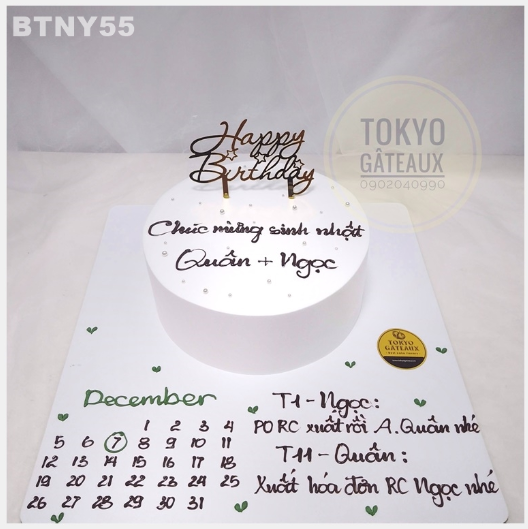 BTNY55
TOKYO
GÂTEAUX
0902040990
Happy
Birthday
Chúc mừng sinh nhật
Quân + Ngọc
TOKYO
GÂTEAUX
December
1 2 3 4
5 6 7 8 9 10 11
12 13 14 15 16 17 18
19 20 21 22 23 24 25
26 27 28 29 30 31
T1 - Ngọc:
PO RC xuất rồi A.Quân nhé
T11 - Quân:
Xuất hóa đơn RC Ngọc nhé